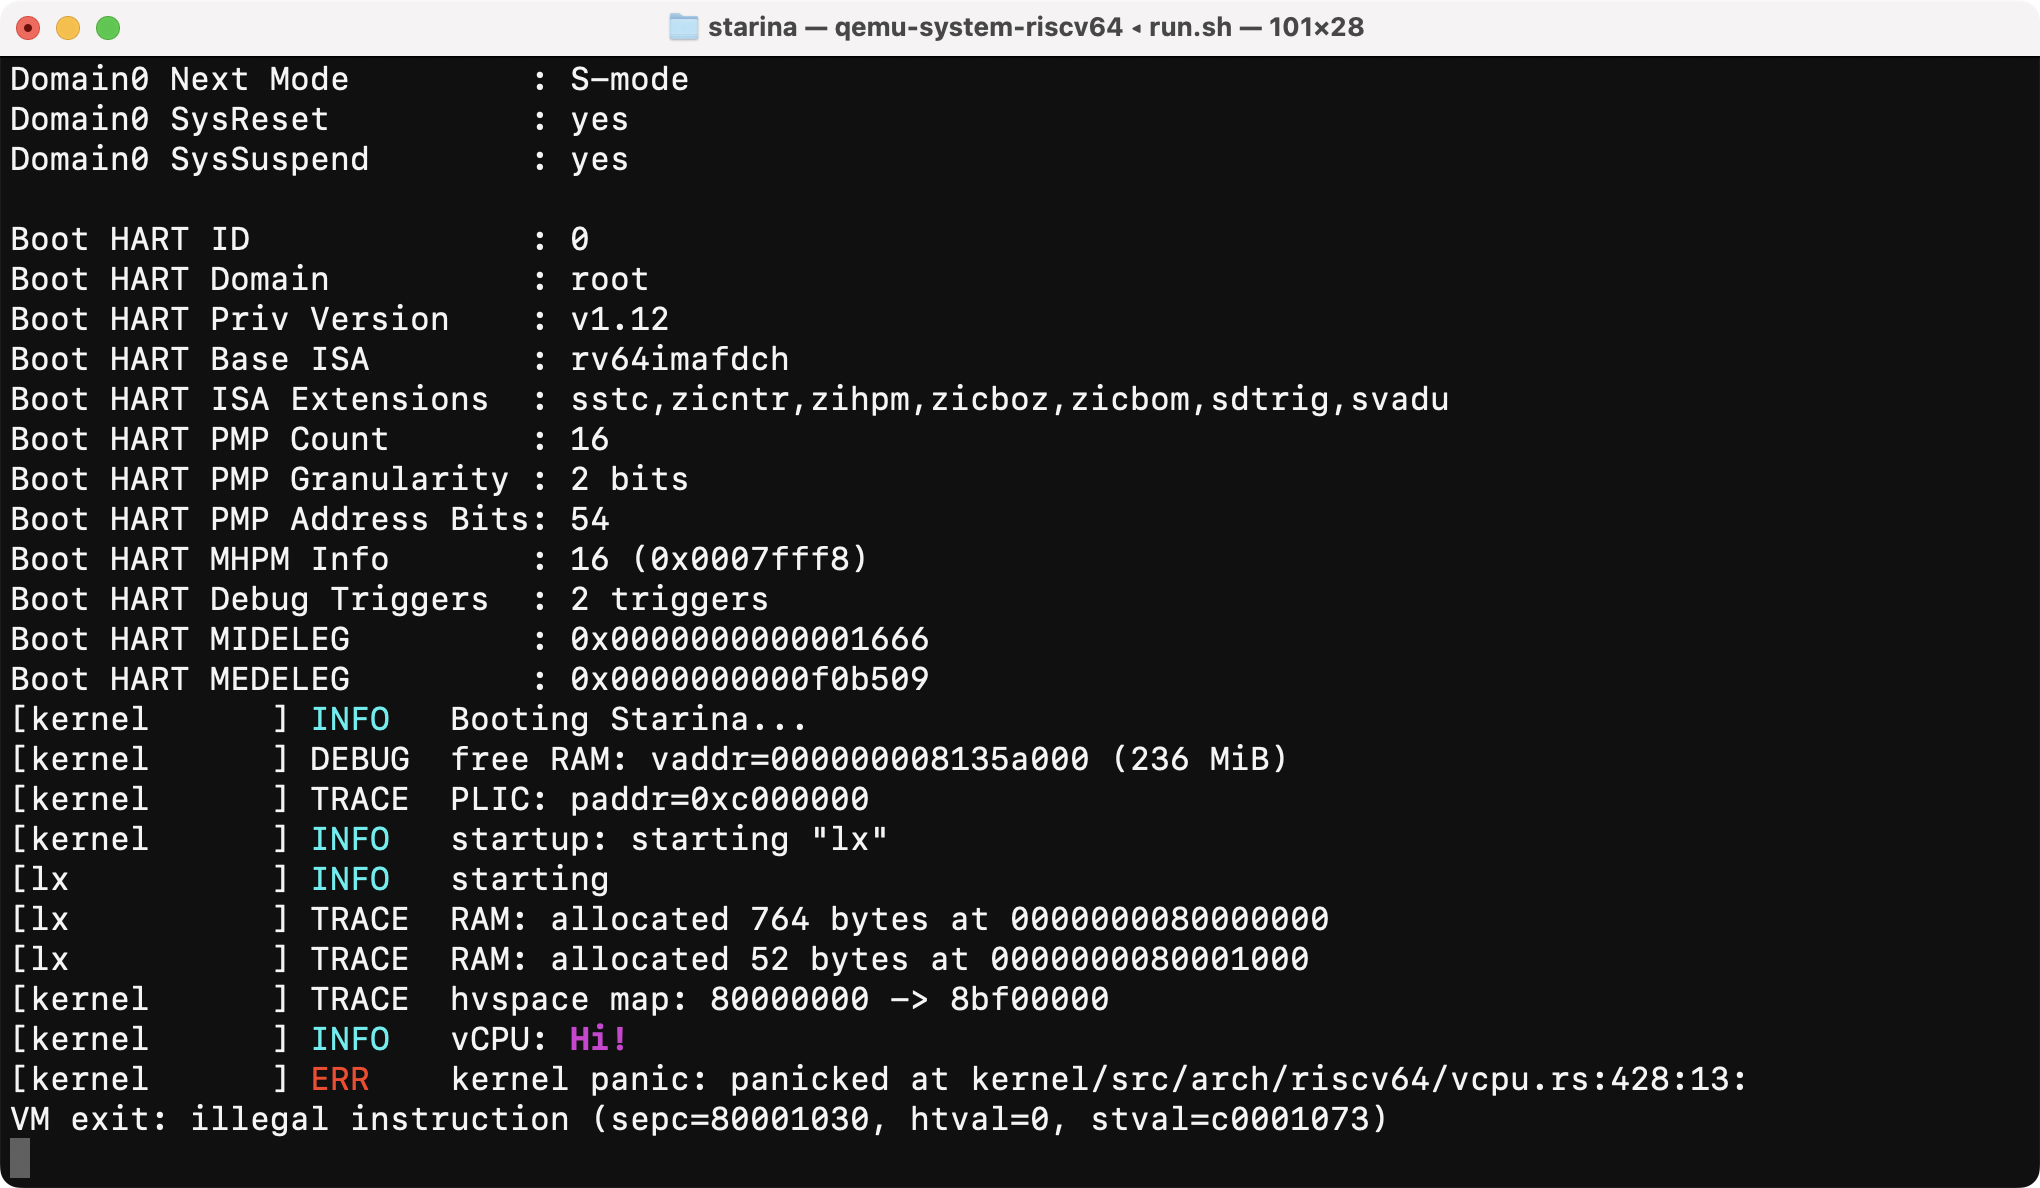 starina — qemu-system-riscv64 ◂ run.sh — 101×28
Domain0 Next Mode         : S-mode
Domain0 SysReset          : yes
Domain0 SysSuspend        : yes

Boot HART ID              : 0
Boot HART Domain          : root
Boot HART Priv Version    : v1.12
Boot HART Base ISA        : rv64imafdch
Boot HART ISA Extensions  : sstc,zicntr,zihpm,zicboz,zicbom,sdtrig,svadu
Boot HART PMP Count       : 16
Boot HART PMP Granularity : 2 bits
Boot HART PMP Address Bits: 54
Boot HART MHPM Info       : 16 (0x0007fff8)
Boot HART Debug Triggers  : 2 triggers
Boot HART MIDELEG         : 0x0000000000001666
Boot HART MEDELEG         : 0x0000000000f0b509
[kernel      ] INFO   Booting Starina...
[kernel      ] DEBUG  free RAM: vaddr=000000008135a000 (236 MiB)
[kernel      ] TRACE  PLIC: paddr=0xc000000
[kernel      ] INFO   startup: starting "lx"
[lx          ] INFO   starting
[lx          ] TRACE  RAM: allocated 764 bytes at 0000000080000000
[lx          ] TRACE  RAM: allocated 52 bytes at 0000000080001000
[kernel      ] TRACE  hvspace map: 80000000 -> 8bf00000
[kernel      ] INFO   vCPU: Hi!
[kernel      ] ERR    kernel panic: panicked at kernel/src/arch/riscv64/vcpu.rs:428:13:
VM exit: illegal instruction (sepc=80001030, htval=0, stval=c0001073)